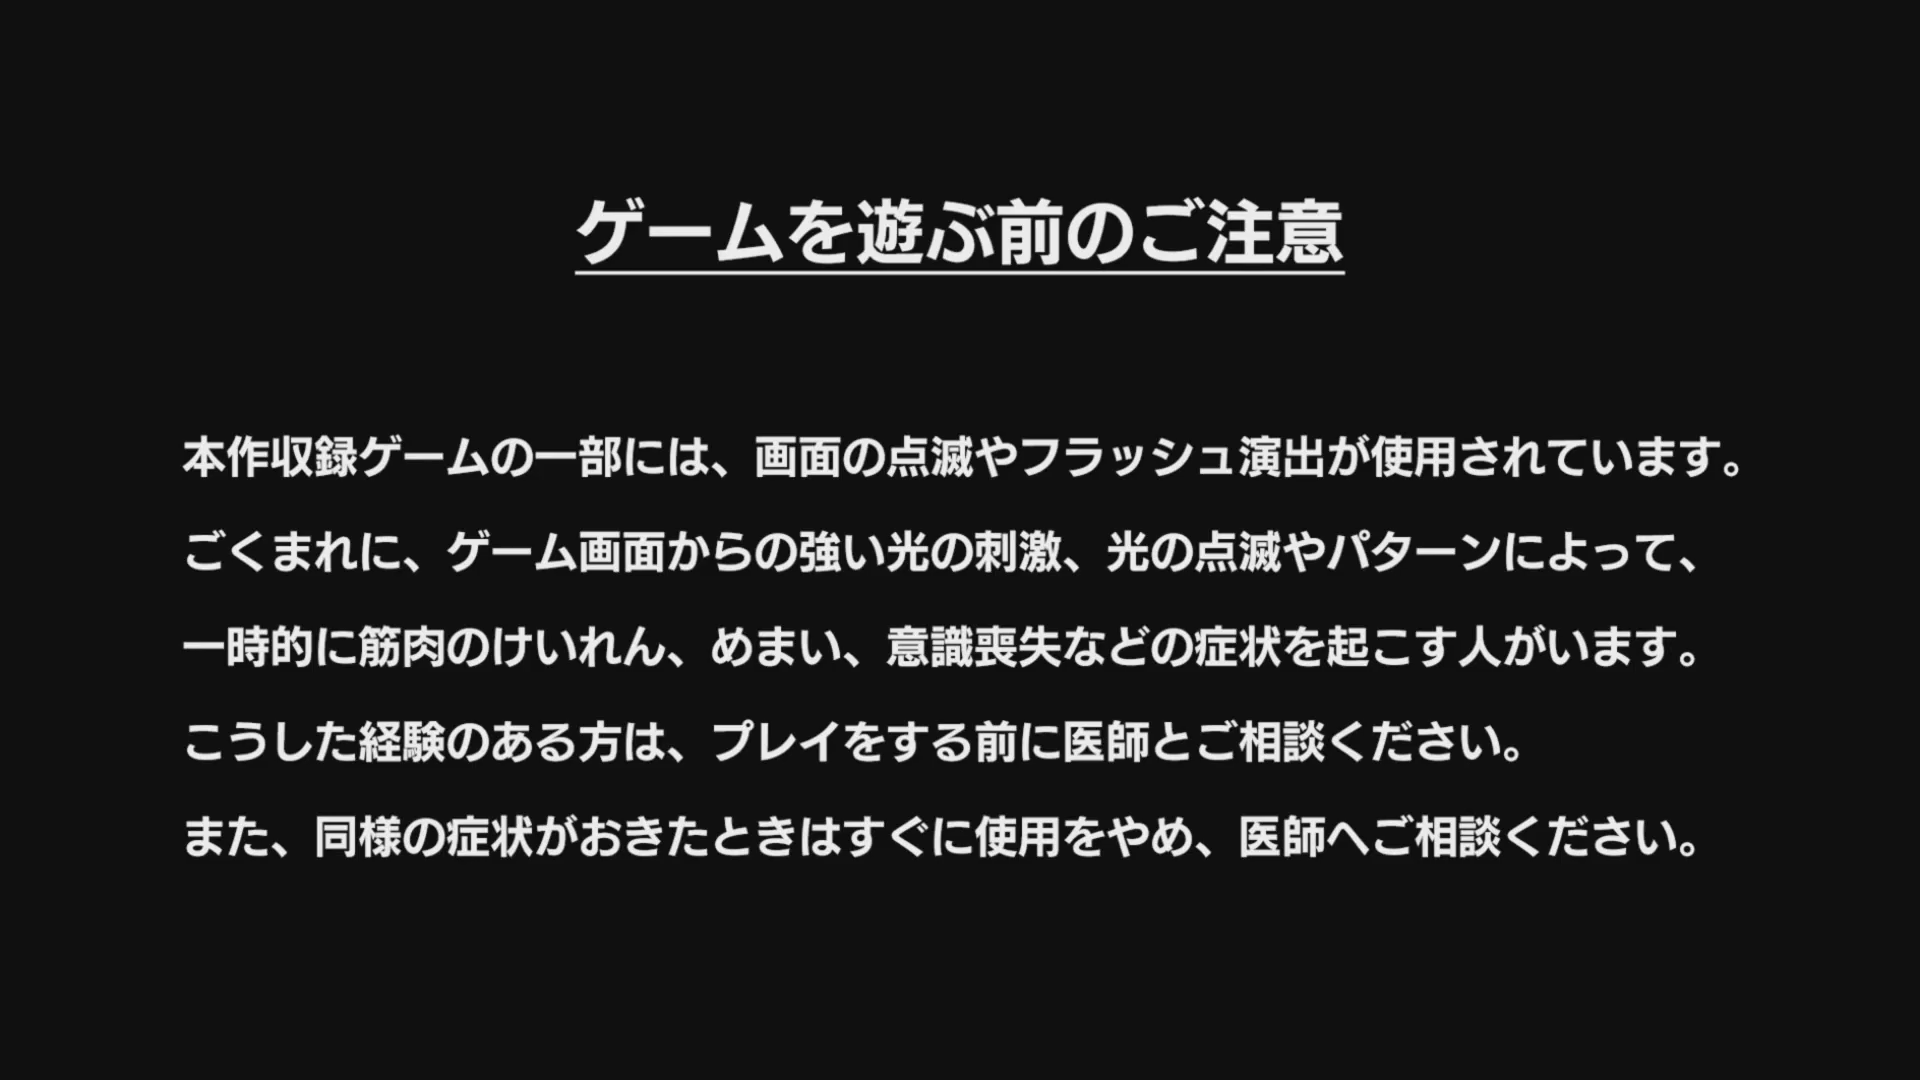 ゲームを遊ぶ前のご注意
本作収録ゲームの一部には、画面の点滅やフラッシュ演出が使用されています。
ごくまれに、ゲーム画面からの強い光の刺激、光の点滅やパターンによって、
一時的に筋肉のけいれん、めまい、意識喪失などの症状を起こす人がいます。
こうした経験のある方は、プレイをする前に医師とご相談ください。
また、同様の症状がおきたときはすぐに使用をやめ、医師へご相談ください。